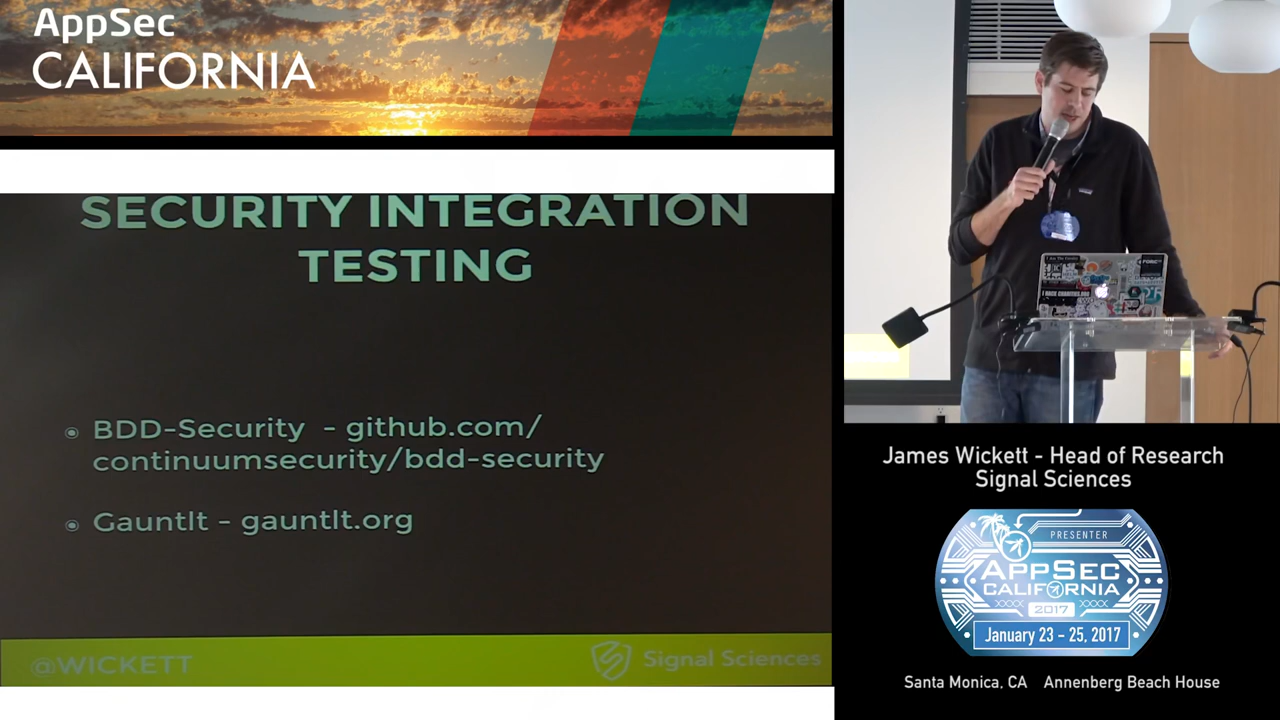 AppSec
CALIFORNIA
SECURITY INTEGRATION
TESTING
BDD-Security - github.com/
continuumsecurity/bdd-security
Gauntlt - gauntlt.org
@WICKETT
Signal Sciences
James Wickett - Head of Research
Signal Sciences
PRESENTER
APPSEC
CALIFORNIA
XXXX 2017 XXXX
January 23 - 25, 2017
Santa Monica, CA Annenberg Beach House